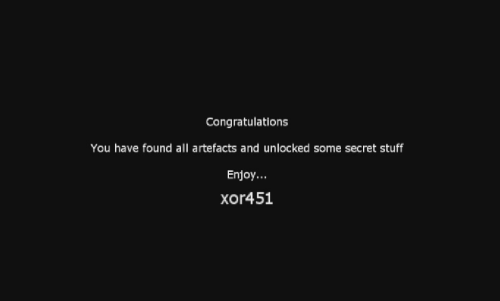 Congratulations
You have found all artefacts and unlocked some secret stuff
Enjoy...
xor451